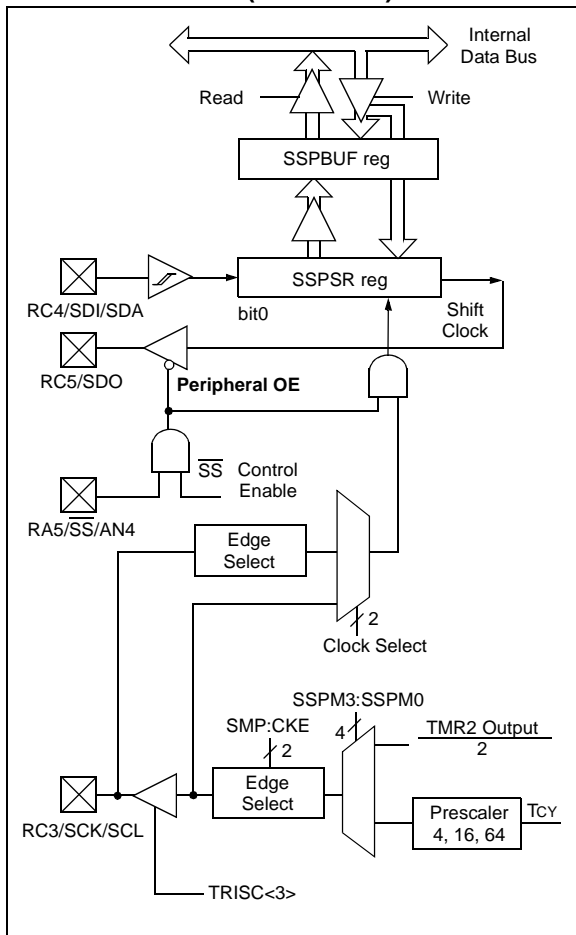 Internal
Data Bus
Read
Write
SSPBUF reg
SSPSR reg
RC4/SDI/SDA
bit0
Shift
Clock
RC5/SDO
Peripheral OE
SS
Control
Enable
RA5/SS/AN4
Edge
Select
2
Clock Select
SSPM3:SSPM0
SMP:CKE
4
TMR2 Output
2
2
Edge
Select
Prescaler
4, 16, 64
TCY
RC3/SCK/SCL
TRISC<3>